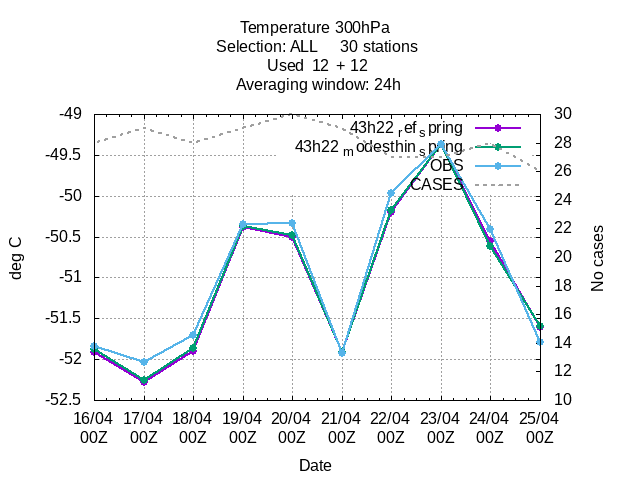 Temperature 300hPa
Selection: ALL 30 stations
Used 12 + 12
Averaging window: 24h
43h22 ref spring
43h22 modesthin spring
OBS
CASES
-49
-49.5
-50
-50.5
-51
-51.5
-52
-52.5
deg C
30
28
26
24
22
20
18
16
14
12
10
No cases
16/04 17/04 18/04 19/04 20/04 21/04 22/04 23/04 24/04 25/04
00Z 00Z 00Z 00Z 00Z 00Z 00Z 00Z 00Z 00Z
Date